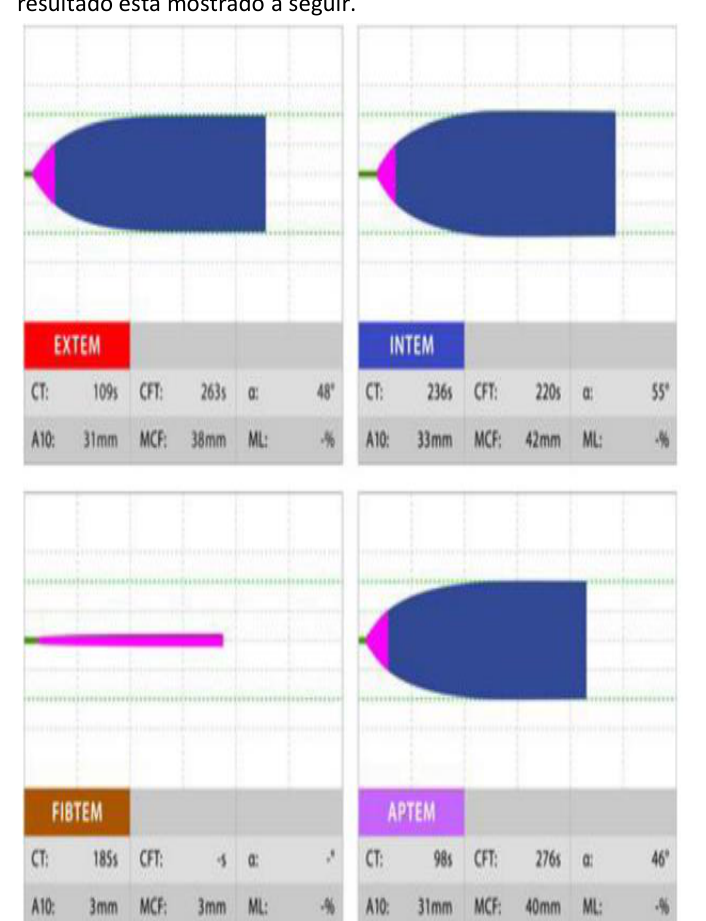 resultado está mostrado a seguir.
EXTEM
CT: 109s CFT: 263s α: 48°
A10: 31mm MCF: 38mm ML: -%
INTEM
CT: 236s CFT: 220s α: 55°
A10: 33mm MCF: 42mm ML: -%
FIBTEM
CT: 185s CFT: -s α: -°
A10: 3mm MCF: 3mm ML: -%
APTEM
CT: 98s CFT: 276s α: 46°
A10: 31mm MCF: 40mm ML: -%